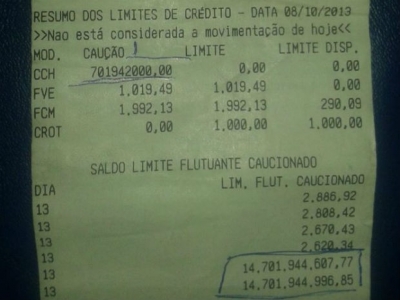 RESUMO DOS LIMITES DE CRÉDITO - DATA 08/10/2013
>>Nao está considerada a movimentação de hoje<<
MOD. CAUÇÃO LIMITE LIMITE DISP.
CCH 701942000,00 0,00 0,00
FVE 1.019,49 1.019,49 0,00
FCM 1.992,13 1.992,13 290,09
CROT 0,00 1.000,00 1.000,00
SALDO LIMITE FLUTUANTE CAUCIONADO
DIA LIM. FLUT. CAUCIONADO
13 2.886,92
13 2.808,42
13 2.670,43
13 2.620,34
13 14.701.944.607,77
13 14.701.944.996,85